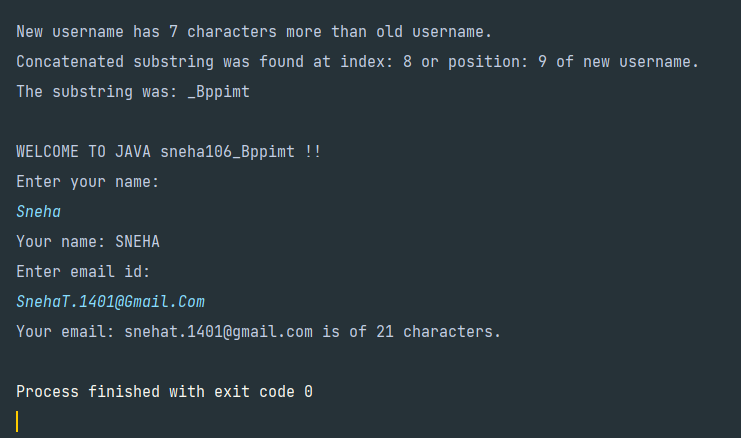 New username has 7 characters more than old username.
Concatenated substring was found at index: 8 or position: 9 of new username.
The substring was: _Bppimt
WELCOME TO JAVA sneha106_Bppimt !!
Enter your name:
Sneha
Your name: SNEHA
Enter email id:
SnehaT.1401@Gmail.Com
Your email: snehat.1401@gmail.com is of 21 characters.
Process finished with exit code 0